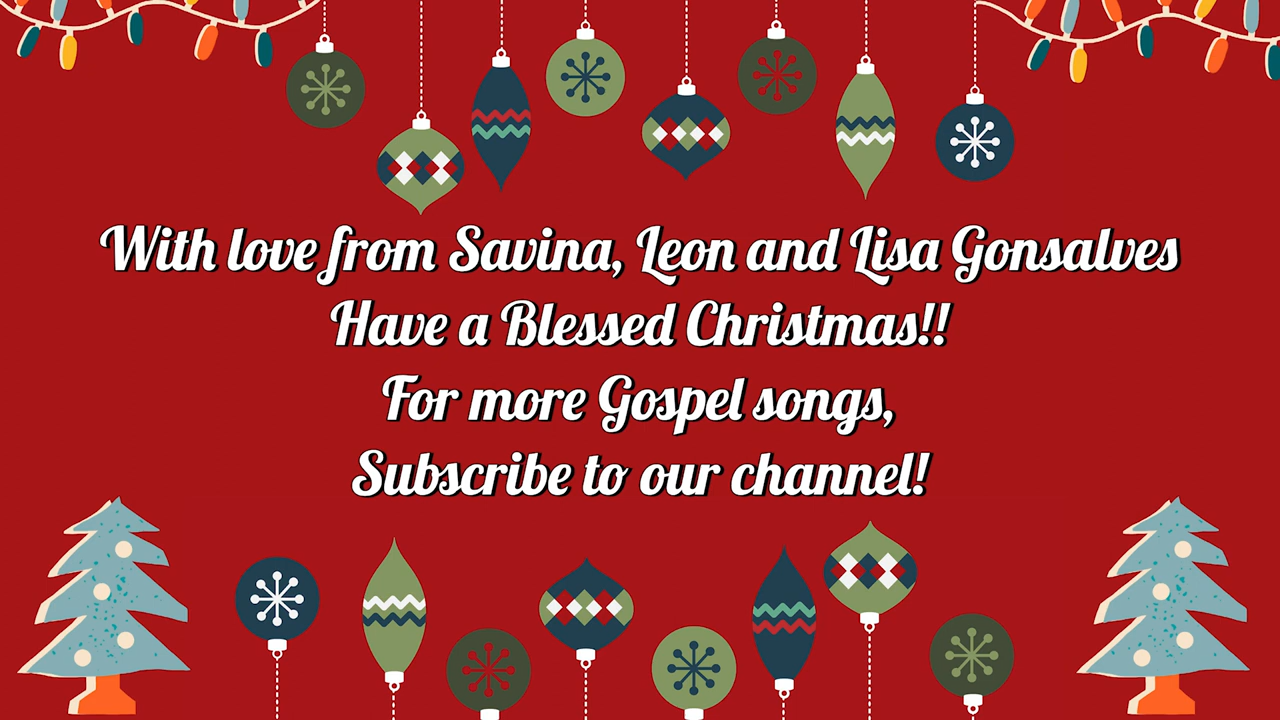 With love from Savina, Leon and Lisa Gonsalves
Have a Blessed Christmas!!
For more Gospel songs,
Subscribe to our channel!